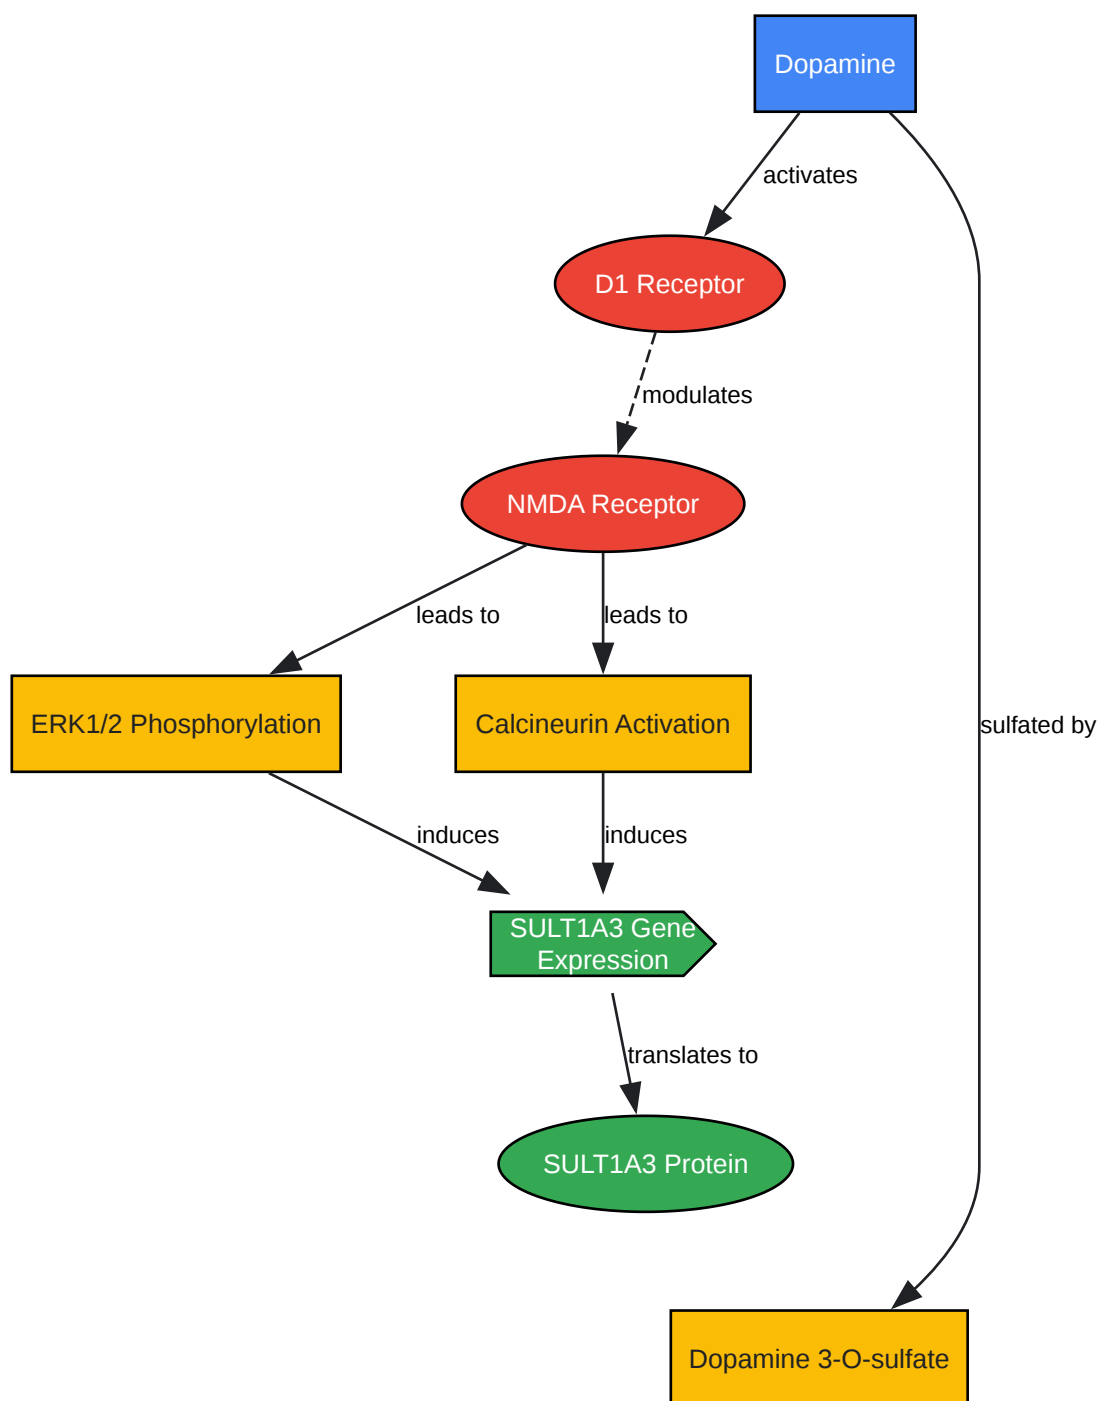 Dopamine
activates
D1 Receptor
modulates
NMDA Receptor
leads to
leads to
ERK1/2 Phosphorylation
Calcineurin Activation
sulfated by
induces
induces
SULT1A3 Gene
Expression
translates to
SULT1A3 Protein
Dopamine 3-O-sulfate